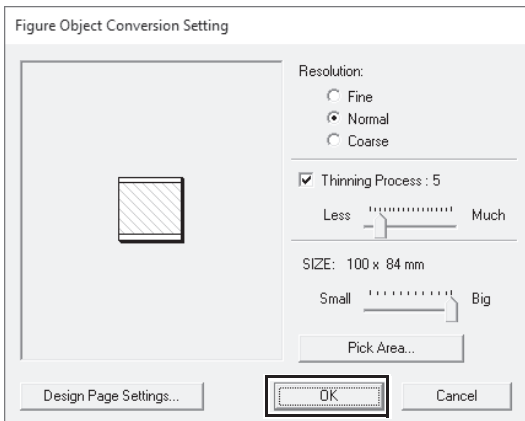 Figure Object Conversion Setting
Resolution:
Fine
Normal
Coarse
Thinning Process : 5
Less Much
SIZE: 100 x 84 mm
Small Big
Pick Area...
Design Page Settings... OK Cancel